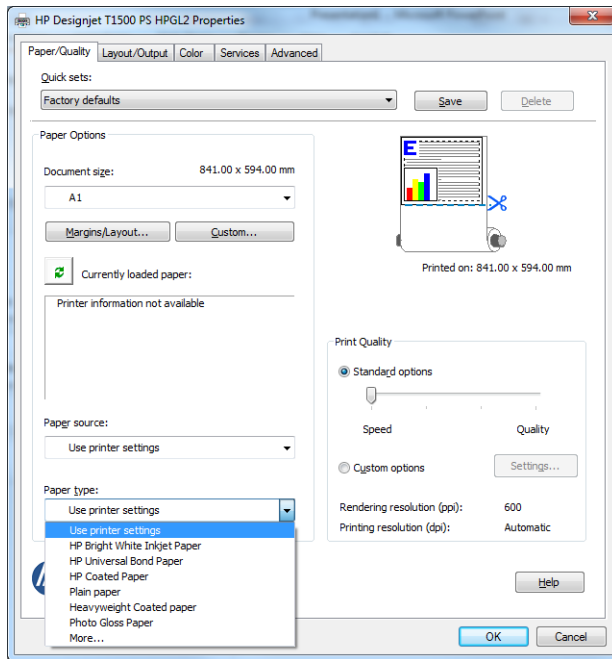 HP Designjet T1500 PS HPGL2 Properties
Paper/Quality Layout/Output Color Services Advanced
Quick sets:
Factory defaults
Save
Delete
Paper Options
Document size:
841.00 x 594.00 mm
A1
Margins/Layout...
Custom...
Currently loaded paper:
Printer information not available
E
Printed on: 841.00 x 594.00 mm
Paper source:
Use printer settings
Paper type:
Use printer settings
Use printer settings
HP Bright White Inkjet Paper
HP Universal Bond Paper
HP Coated Paper
Plain paper
Heavyweight Coated paper
Photo Gloss Paper
More...
Print Quality
Standard options
Speed
Quality
Custom options
Settings...
Rendering resolution (ppi):
600
Printing resolution (dpi):
Automatic
Help
OK
Cancel